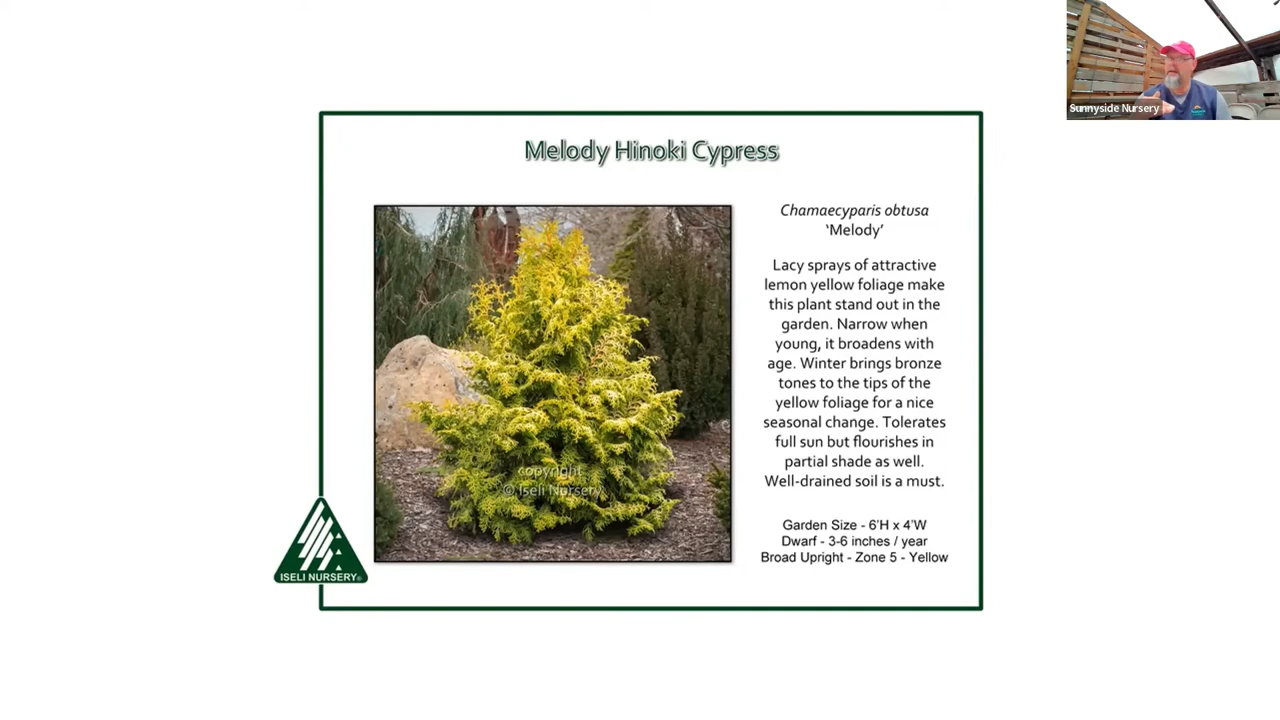 Sunnyside Nursery
Melody Hinoki Cypress
Chamaecyparis obtusa
‘Melody’
Lacy sprays of attractive
lemon yellow foliage make
this plant stand out in the
garden. Narrow when
young, it broadens with
age. Winter brings bronze
tones to the tips of the
yellow foliage for a nice
seasonal change. Tolerates
full sun but flourishes in
partial shade as well.
Well-drained soil is a must.
Garden Size - 6’H x 4’W
Dwarf - 3-6 inches / year
Broad Upright - Zone 5 - Yellow
copyright
© Iseli Nursery
ISELI NURSERY®